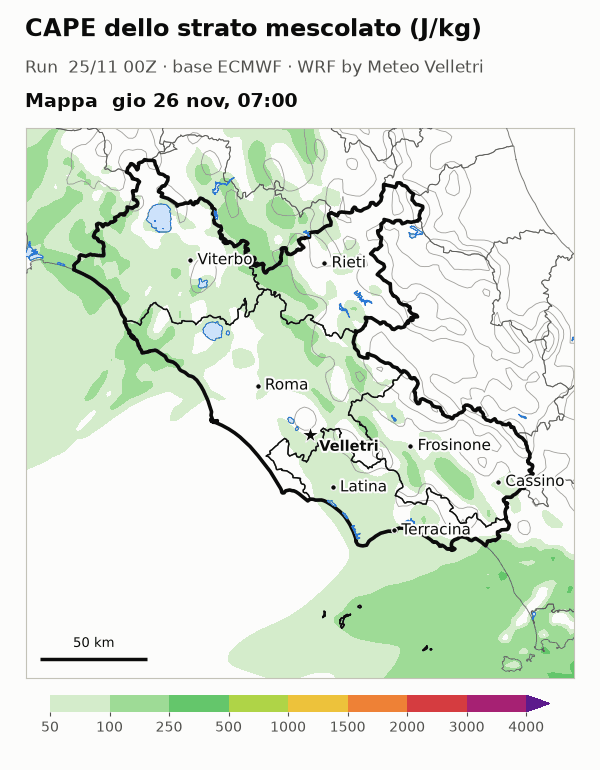 CAPE dello strato mescolato (J/kg)
Run  25/11 00Z · base ECMWF · WRF by Meteo Velletri
Mappa  gio 26 nov, 07:00
Viterbo
Rieti
Roma
Velletri
Frosinone
Latina
Cassino
Terracina
50 km
50 100 250 500 1000 1500 2000 3000 4000